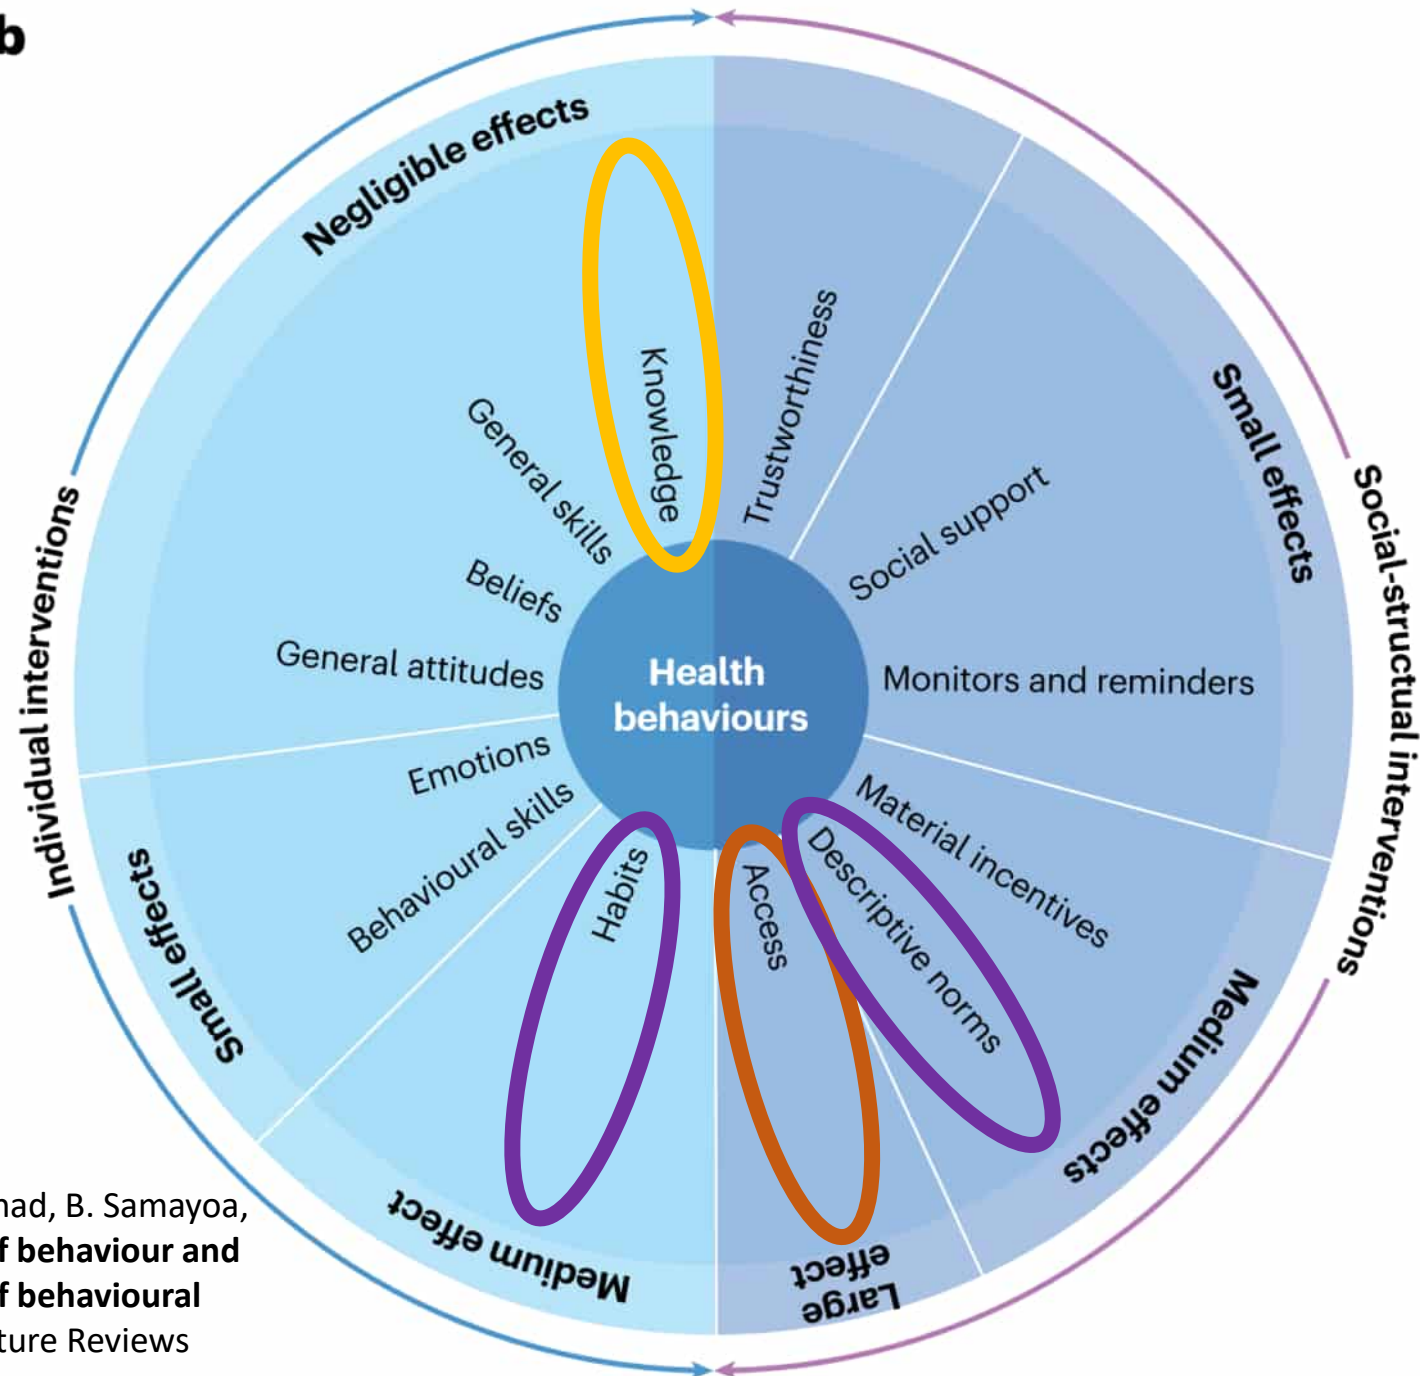 b
Negligible effects
Small effects
Medium effects
Large
effect
Medium effect
Small effects
Individual interventions
Social-structural interventions
Knowledge
General skills
Beliefs
General attitudes
Emotions
Behavioural skills
Habits
Trustworthiness
Social support
Monitors and reminders
Material incentives
Descriptive norms
Access
Health
behaviours
B. Samayoa,
behaviour and
behavioural
Reviews